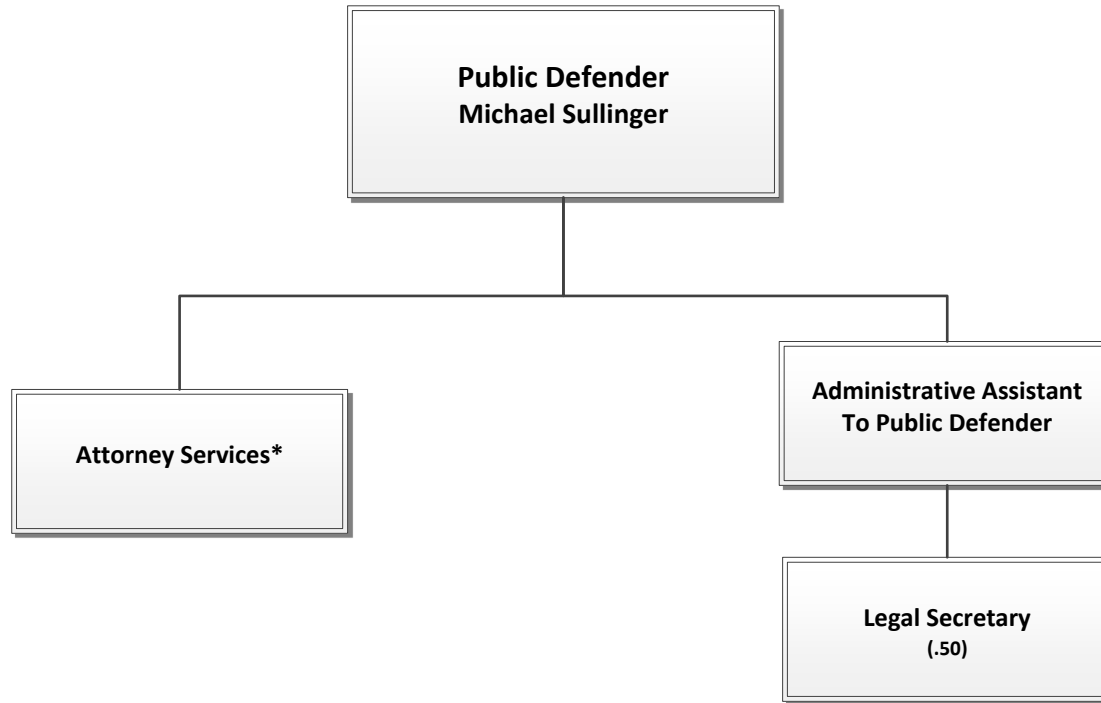 Public Defender
Michael Sullinger
Attorney Services*
Administrative Assistant
To Public Defender
Legal Secretary
(.50)